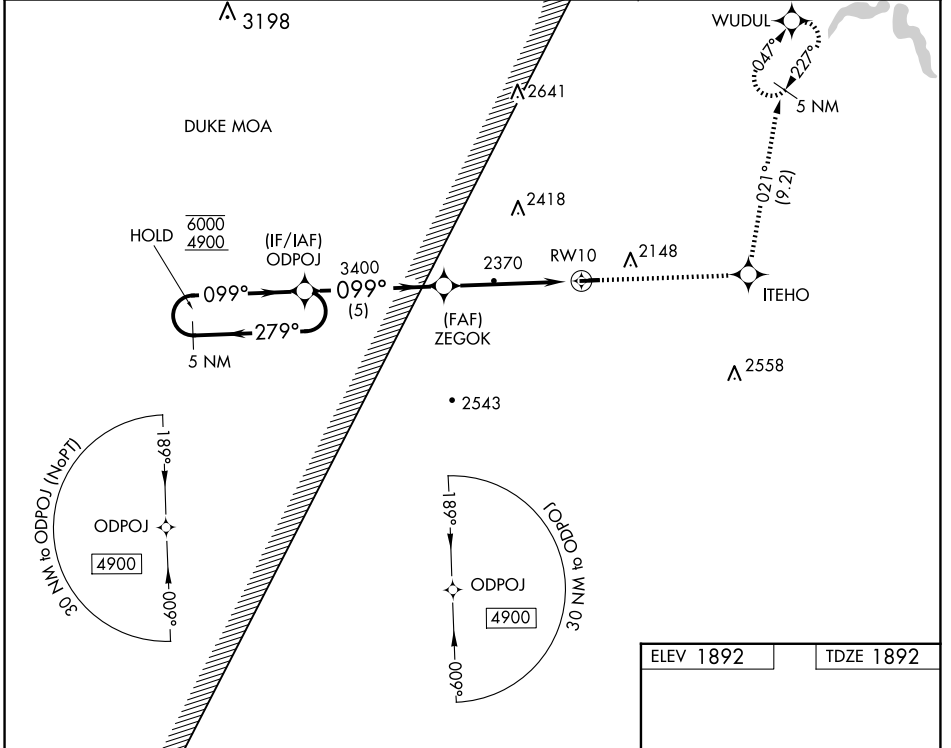 3198
WUDUL
047°
227°
5 NM
2641
DUKE MOA
021°
(9.2)
2418
HOLD
6000
4900
(IF/IAF)
ODPOJ
3400
099°
(5)
2370
RW10
2148
099°
279°
5 NM
(FAF)
ZEGOK
ITEHO
2558
2543
30 NM to ODPOJ (NoPT)
189°
ODPOJ
4900
009°
30 NM to ODPOJ
189°
ODPOJ
4900
009°
ELEV 1892
TDZE 1892